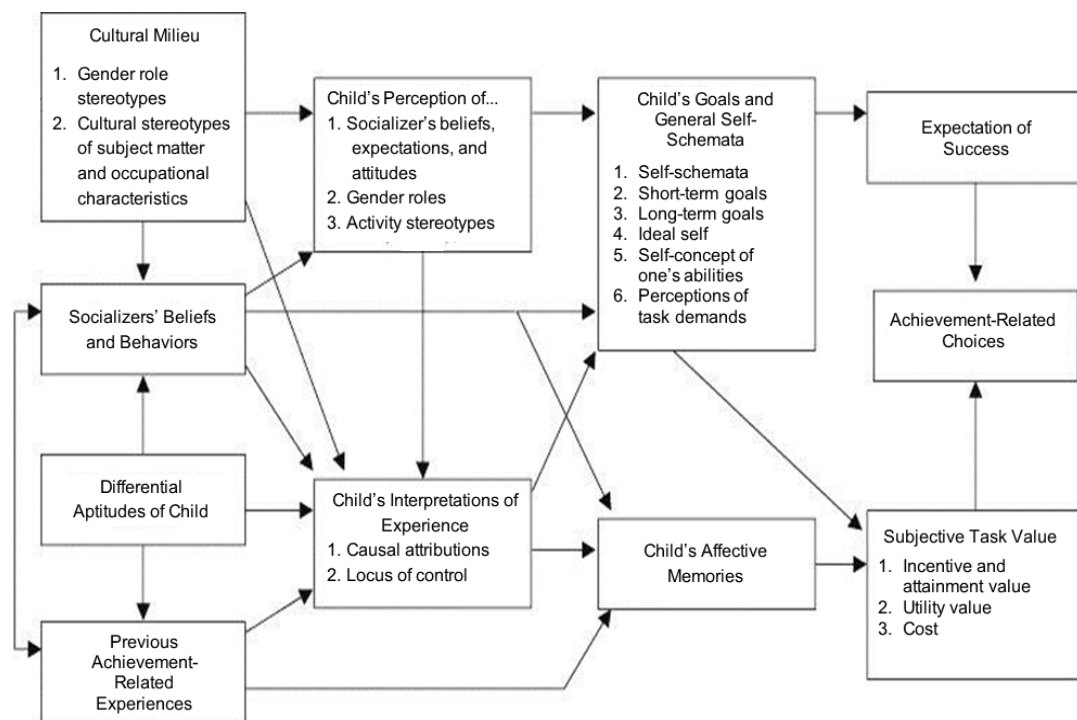 Cultural Milieu
1. Gender role
stereotypes
2. Cultural stereotypes
of subject matter
and occupational
characteristics
Child's Perception of...
1. Socializer's beliefs,
expectations, and
attitudes
2. Gender roles
3. Activity stereotypes
Child's Goals and
General Self-
Schemata
1. Self-schemata
2. Short-term goals
3. Long-term goals
4. Ideal self
5. Self-concept of
one's abilities
6. Perceptions of
task demands
Expectation of
Success
Socializers' Beliefs
and Behaviors
Achievement-Related
Choices
Differential
Aptitudes of Child
Child's Interpretations of
Experience
1. Causal attributions
2. Locus of control
Child's Affective
Memories
Subjective Task Value
1. Incentive and
attainment value
2. Utility value
3. Cost
Previous
Achievement-
Related
Experiences